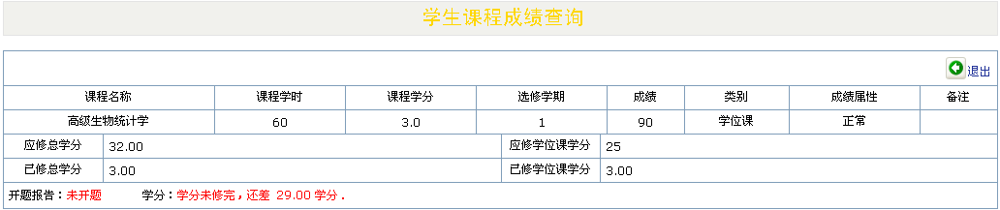 学生课程成绩查询
退出
课程名称 课程学时 课程学分 选修学期 成绩 类别 成绩属性 备注
高级生物统计学 60 3.0 1 90 学位课 正常
应修总学分 32.00 应修学位课学分 25
已修总学分 3.00 已修学位课学分 3.00
开题报告：未开题 学分：学分未修完，还差 29.00 学分．